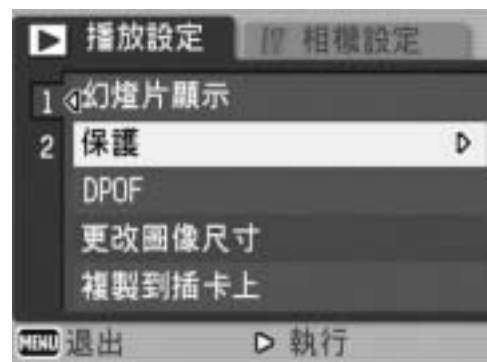 播放設定 相機設定
1 幻燈片顯示
2 保護
DPOF
更改圖像尺寸
複製到插卡上
MENU 退出 執行